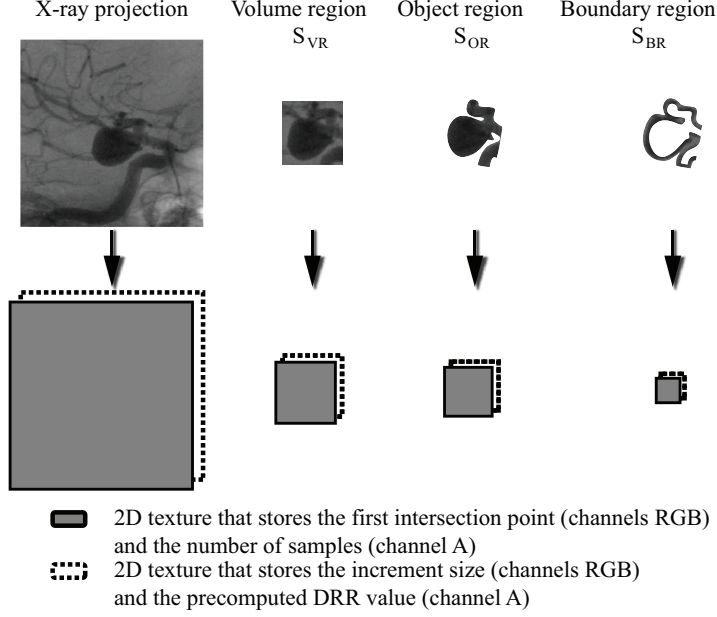 X-ray projection
Volume region
S_VR
Object region
S_OR
Boundary region
S_BR
2D texture that stores the first intersection point (channels RGB)
and the number of samples (channel A)
2D texture that stores the increment size (channels RGB)
and the precomputed DRR value (channel A)